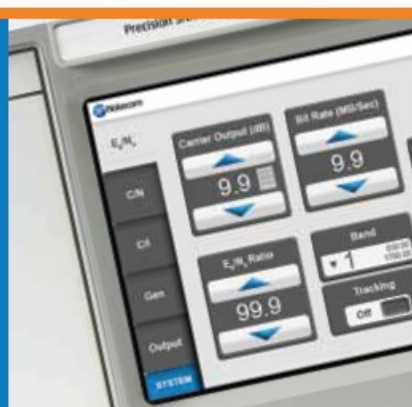 Precision
Noisecom
Eb/No
Carrier Output (dB)
9.9
Bit Rate (MB/Sec)
9.9
C/N
C/I
Gen
Output
SYSTEM
Eb/No Ratio
99.9
Band
1
Tracking
Off